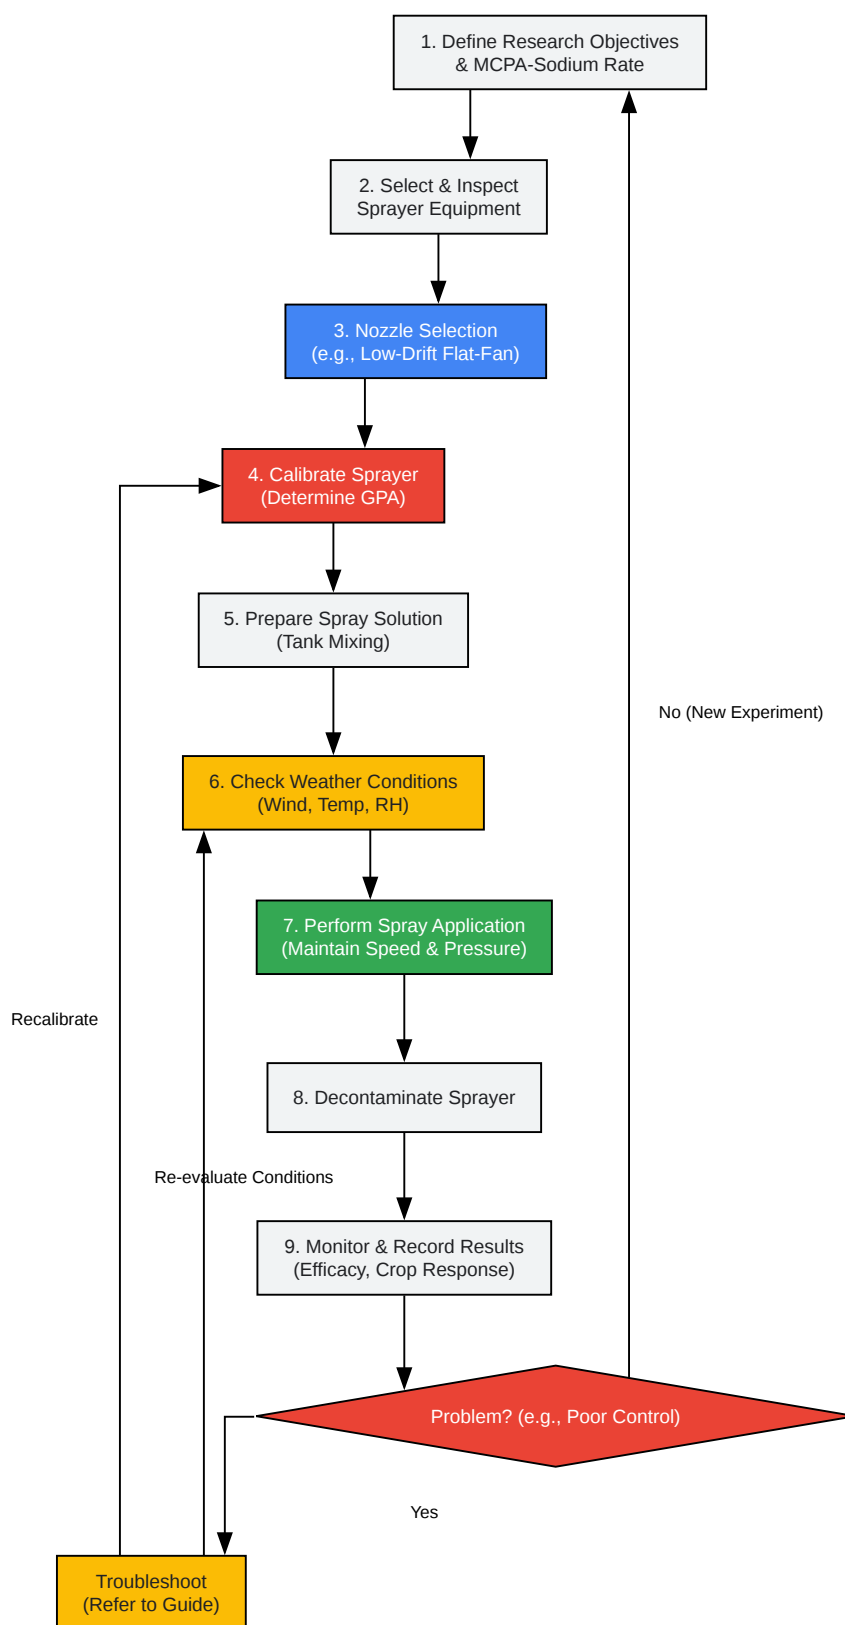 1. Define Research Objectives
& MCPA-Sodium Rate
2. Select & Inspect
Sprayer Equipment
3. Nozzle Selection
(e.g., Low-Drift Flat-Fan)
4. Calibrate Sprayer
(Determine GPA)
5. Prepare Spray Solution
(Tank Mixing)
No (New Experiment)
6. Check Weather Conditions
(Wind, Temp, RH)
7. Perform Spray Application
(Maintain Speed & Pressure)
Recalibrate
8. Decontaminate Sprayer
Re-evaluate Conditions
9. Monitor & Record Results
(Efficacy, Crop Response)
Problem? (e.g., Poor Control)
Yes
Troubleshoot
(Refer to Guide)